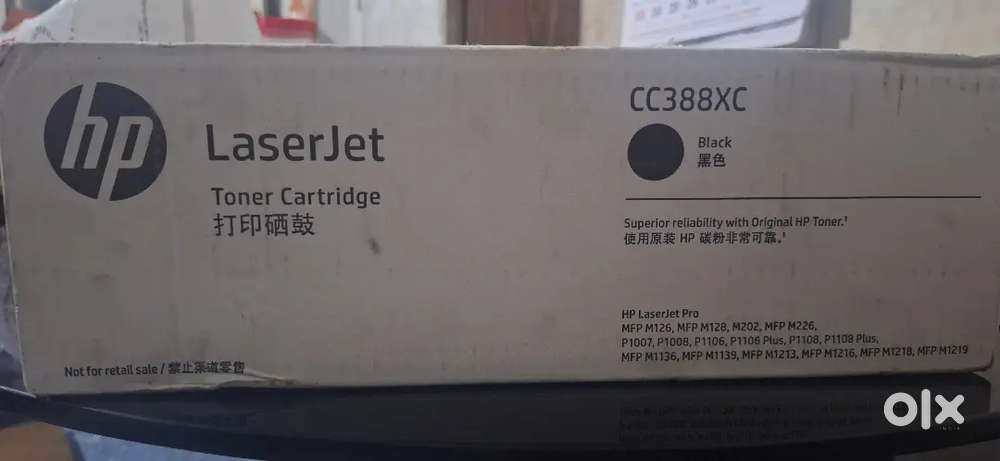 hp
LaserJet
Toner Cartridge
打印硒鼓
Not for retail sale / 禁止渠道零售
CC388XC
Black
黑色
Superior reliability with Original HP Toner.¹
使用原装 HP 碳粉非常可靠。¹
HP LaserJet Pro
MFP M126, MFP M128, M202, MFP M226,
P1007, P1008, P1106, P1106 Plus, P1108, P1108 Plus,
MFP M1136, MFP M1139, MFP M1213, MFP M1216, MFP M1218, MFP M1219
olx
INDIA